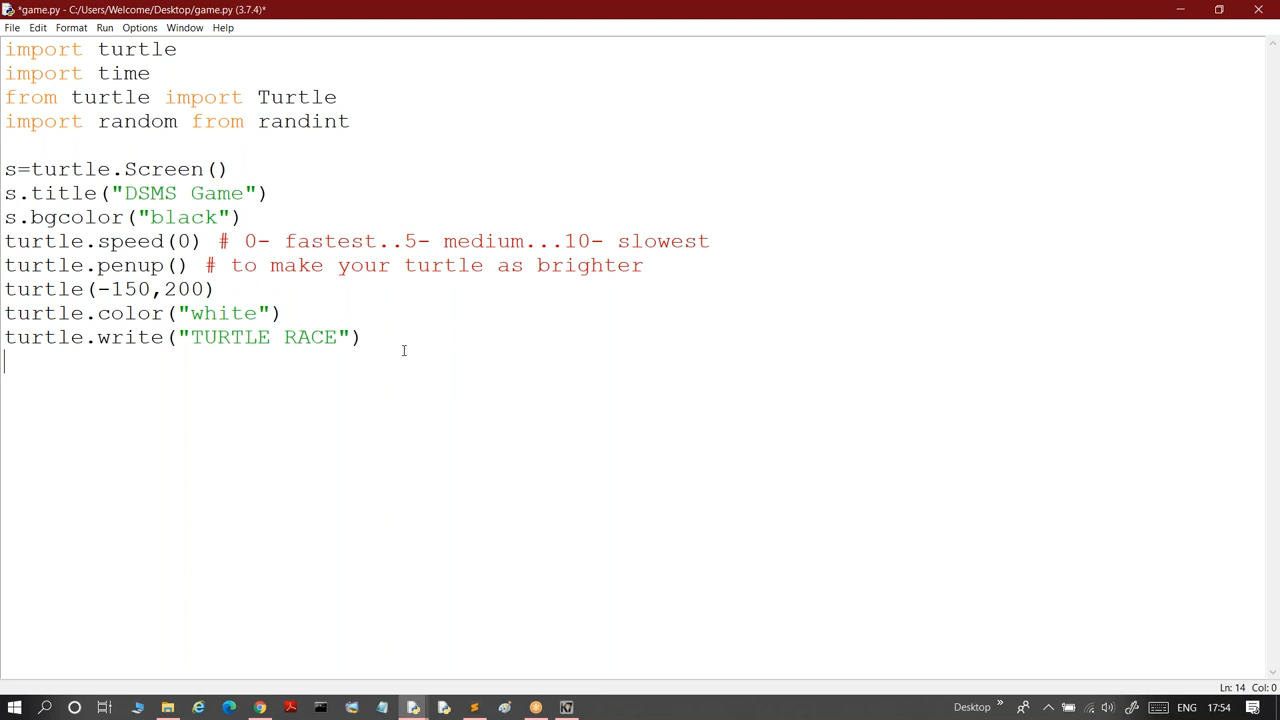 *game.py - C:/Users/Welcome/Desktop/game.py (3.7.4)*
File Edit Format Run Options Window Help
import turtle
import time
from turtle import Turtle
import random from randint
s=turtle.Screen()
s.title("DSMS Game")
s.bgcolor("black")
turtle.speed(0) # 0- fastest..5- medium...10- slowest
turtle.penup() # to make your turtle as brighter
turtle(-150,200)
turtle.color("white")
turtle.write("TURTLE RACE")
Ln: 14 Col: 0
Desktop » ENG 17:54